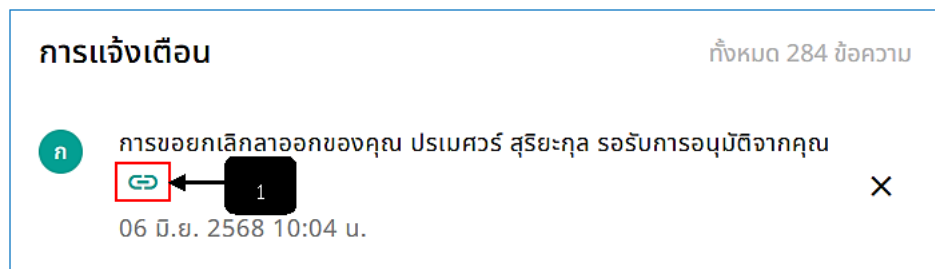 การแจ้งเตือน
ทั้งหมด 284 ข้อความ
ก
การขอยกเลิกลาออกของคุณ ปรเมศวร์ สุริยะกุล รอรับการอนุมัติจากคุณ
1
06 มิ.ย. 2568 10:04 น.